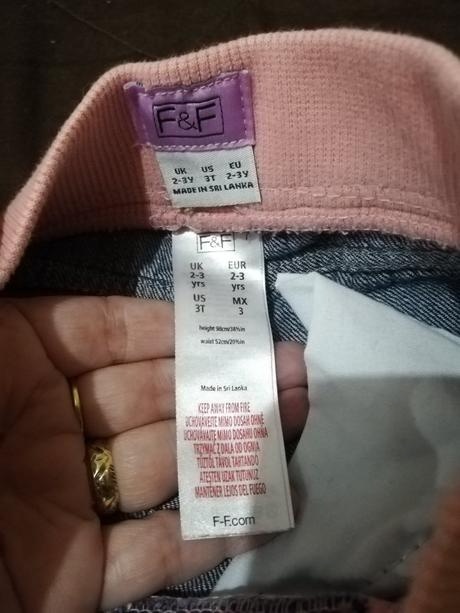 F&F
UK US EU
2-3Y 3T 2-3Y
MADE IN SRI LANKA
F&F
UK EUR
2-3 2-3
yrs yrs
US MX
3T 3
height 98cm/38½in
waist 52cm/20½in
Made in Sri Lanka
KEEP AWAY FROM FIRE
UCHOVÁVEJTE MIMO DOSAH OHNĚ
UCHOVÁVAJTE MIMO DOSAHU OHŇA
TRZYMAĆ Z DALA OD OGNIA
TŰZTŐL TÁVOL TARTANDÓ
ATEŞTEN UZAK TUTUNUZ
MANTENER LEJOS DEL FUEGO
F-F.com